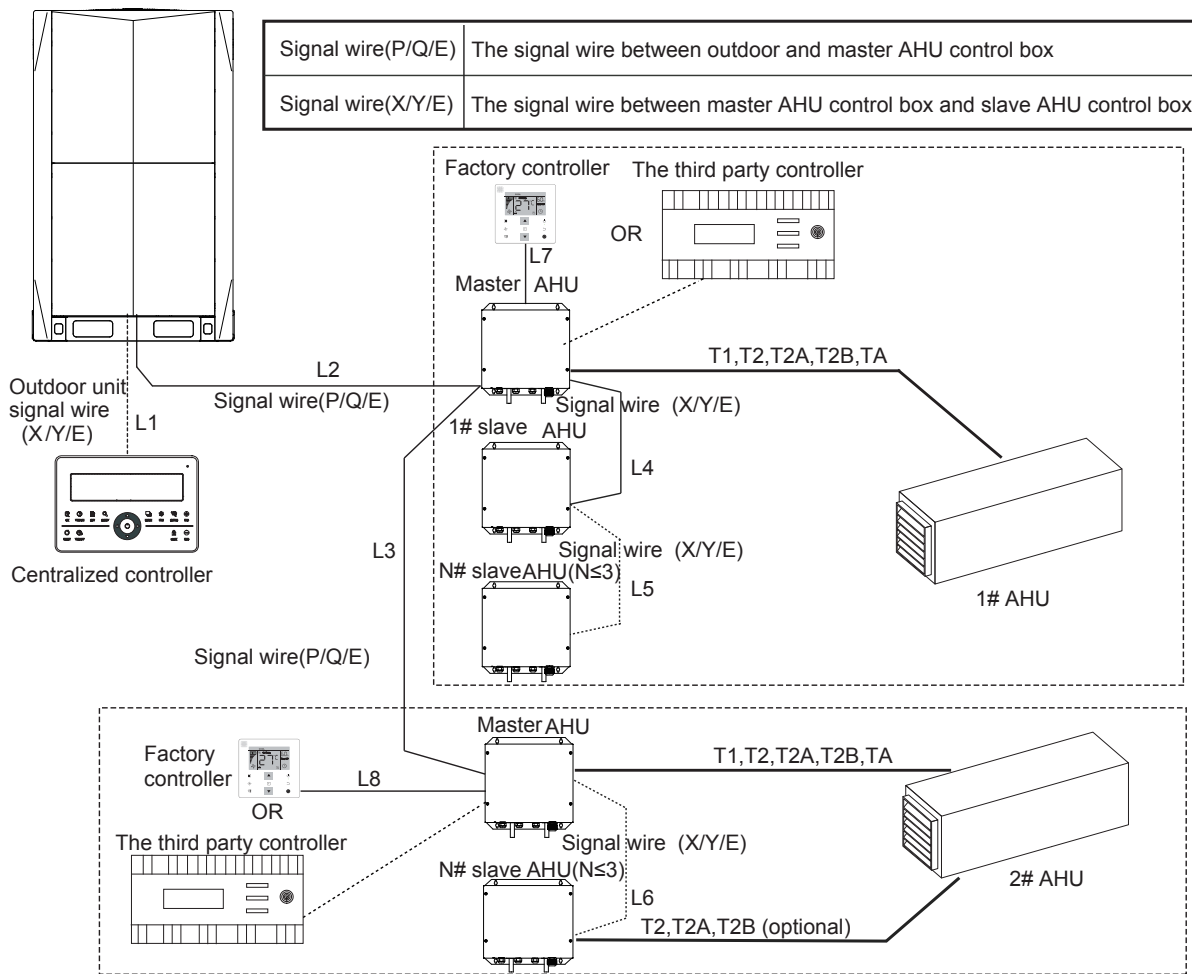 Signal wire(P/Q/E) The signal wire between outdoor and master AHU control box
Signal wire(X/Y/E) The signal wire between master AHU control box and slave AHU control box
Factory controller
The third party controller
OR
L7
Master AHU
T1,T2,T2A,T2B,TA
L2
Signal wire(P/Q/E)
Signal wire (X/Y/E)
Outdoor unit
signal wire
(X/Y/E)
L1
1# slave AHU
L4
L3
Signal wire (X/Y/E)
Centralized controller
N# slave AHU(N≤3)
L5
1# AHU
Signal wire(P/Q/E)
Master AHU
Factory
controller
L8
T1,T2,T2A,T2B,TA
OR
The third party controller
Signal wire (X/Y/E)
N# slave AHU(N≤3)
2# AHU
L6
T2,T2A,T2B (optional)